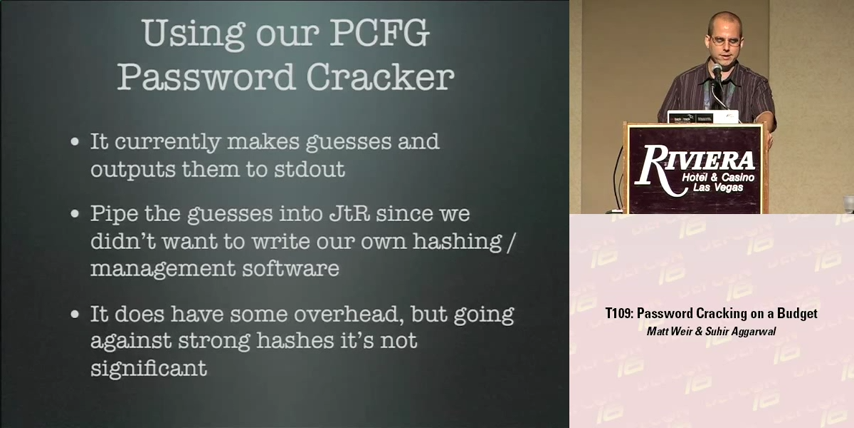 Using our PCFG
Password Cracker
• It currently makes guesses and
outputs them to stdout
• Pipe the guesses into JtR since we
didn't want to write our own hashing /
management software
• It does have some overhead, but going
against strong hashes it's not
significant
RIVIERA
Hotel & Casino
Las Vegas
T109: Password Cracking on a Budget
Matt Weir & Suhir Aggarwal